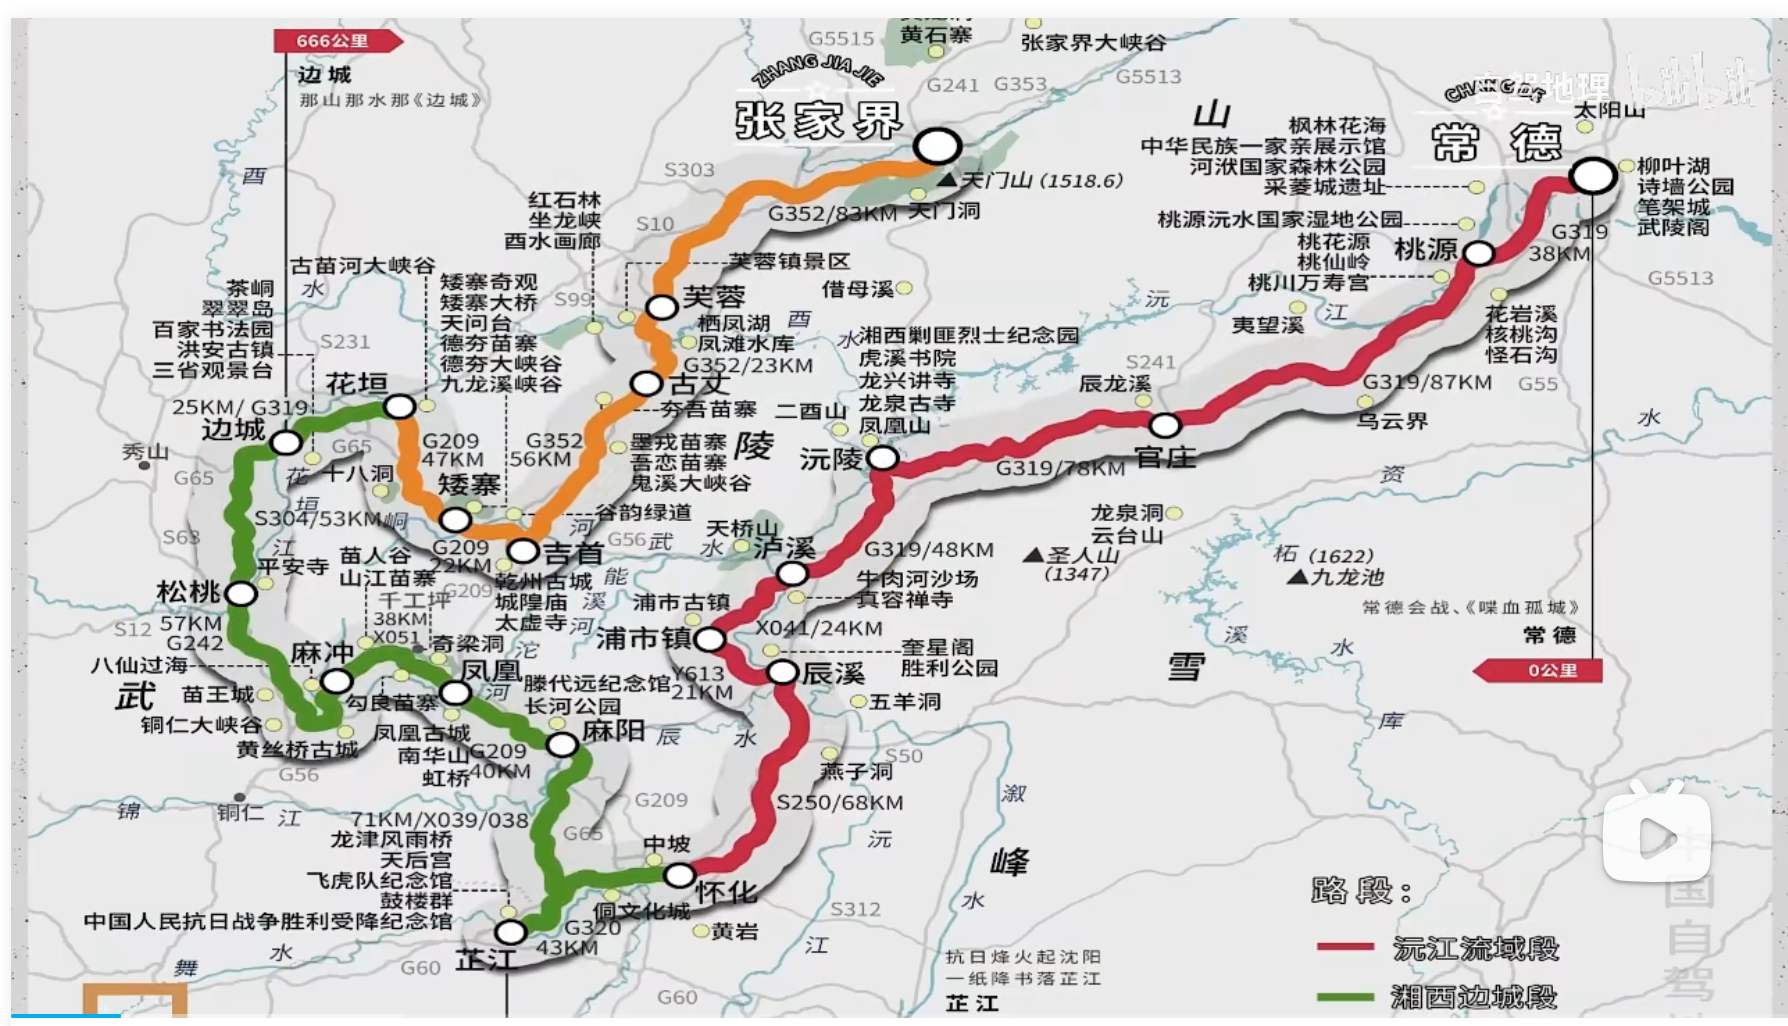 666公里
边城
那山那水那《边城》
G5515
黄石寨
张家界大峡谷
G241
G353
G5513
ZHANG JIA JIE
张家界
天门山 (1518.6)
天门洞
G352/83KM
S303
S10
山
自驾地理
bilibili
常德
太阳山
枫林花海
中华民族一家亲展示馆
河洑国家森林公园
采菱城遗址
桃源沅水国家湿地公园
桃花源
桃仙岭
桃川万寿宫
桃源
柳叶湖
诗墙公园
笔架城
武陵阁
G319
38KM
G5513
酉
水
红石林
坐龙峡
酉水画廊
芙蓉镇景区
S99
芙蓉
借母溪
栖凤湖
凤滩水库
G352/23KM
古丈
酉
水
沅
江
夷望溪
花岩溪
核桃沟
怪石沟
古苗河大峡谷
矮寨奇观
矮寨大桥
天问台
德夯苗寨
德夯大峡谷
九龙溪峡谷
茶峒
翠翠岛
百家书法园
洪安古镇
三省观景台
S231
花垣
25KM/ G319
边城
湘西剿匪烈士纪念园
虎溪书院
龙兴讲寺
龙泉古寺
凤凰山
二酉山
沅陵
S241
辰龙溪
G319/87KM
G55
乌云界
官庄
G319/78KM
水
资
秀山
G65
G65
花
垣
江
十八洞
G209
47KM
G352
56KM
夯吾苗寨
墨戎苗寨
吾恋苗寨
鬼溪大峡谷
陵
矮寨
谷韵绿道
S304/53KM
峒
河
S63
G209
22KM
吉首
G56
武
水
天桥山
泸溪
G319/48KM
龙泉洞
云台山
圣人山
(1347)
柘
(1622)
九龙池
溪
水
库
常德会战、《喋血孤城》
常德
0公里
松桃
平安寺
苗人谷
山江苗寨
千工坪
38KM
X051
G209
乾州古城
城隍庙
太虚寺
能
溪
河
57KM
G242
S12
浦市古镇
浦市镇
牛肉河沙场
真容禅寺
X041/24KM
奎星阁
胜利公园
Y613
21KM
辰溪
五羊洞
雪
八仙过海
武
苗王城
铜仁大峡谷
黄丝桥古城
麻冲
奇梁洞
凤凰
沱
河
勾良苗寨
凤凰古城
南华山
虹桥
滕代远纪念馆
长河公园
麻阳
辰
水
G209
40KM
G56
铜仁
锦
江
G209
G65
S50
燕子洞
S250/68KM
溆
水
沅
江
峰
71KM/X039/038
龙津风雨桥
天后宫
飞虎队纪念馆
鼓楼群
中国人民抗日战争胜利受降纪念馆
中坡
怀化
侗文化城
黄岩
S312
G320
43KM
芷江
舞
水
G60
G60
抗日烽火起沈阳
一纸降书落芷江
芷江
路段：
沅江流域段
湘西边城段
中国自驾